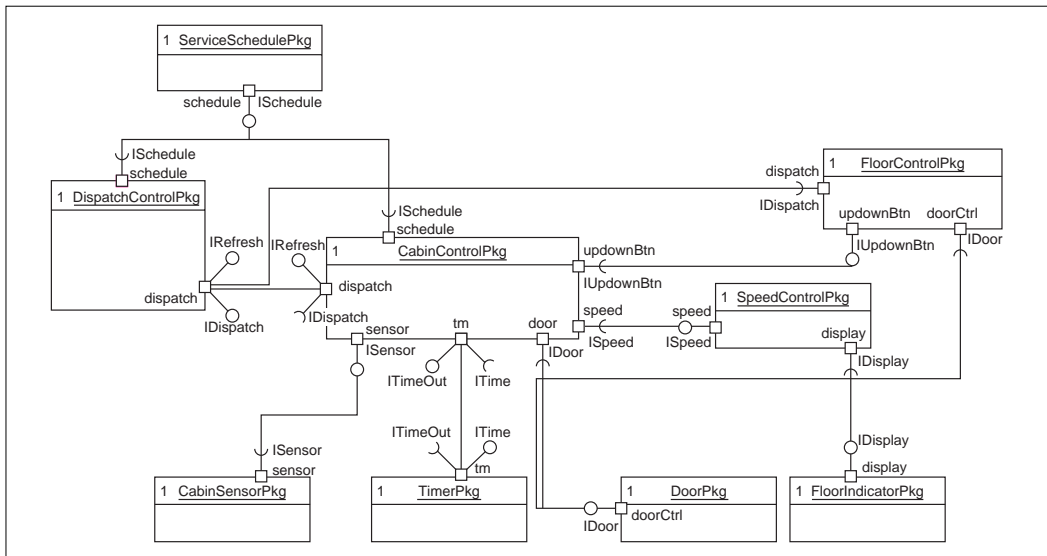 1 ServiceSchedulePkg
schedule ISchedule
ISchedule
schedule
1 DispatchControlPkg
dispatch
IDispatch
1 FloorControlPkg
updownBtn doorCtrl
IUpdownBtn IDoor
ISchedule
schedule
1 CabinControlPkg
IRefresh
dispatch
IDispatch
IRefresh
dispatch
IDispatch
updownBtn
IUpdownBtn
speed
ISpeed
speed
ISpeed
1 SpeedControlPkg
display
IDisplay
sensor
ISensor
tm
ITimeOut ITime
door
IDoor
ISensor
sensor
1 CabinSensorPkg
ITimeOut ITime
tm
1 TimerPkg
IDoor
1 DoorPkg
doorCtrl
IDisplay
display
1 FloorIndicatorPkg